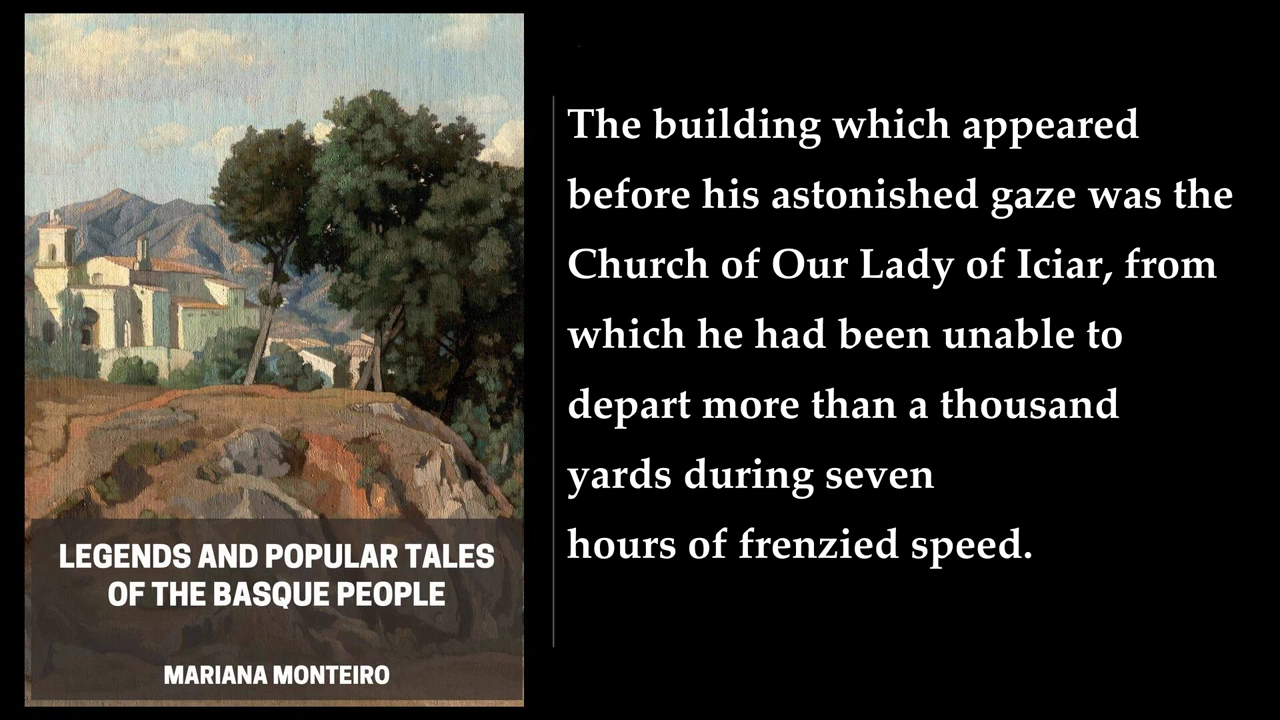 LEGENDS AND POPULAR TALES
OF THE BASQUE PEOPLE
MARIANA MONTEIRO
The building which appeared
before his astonished gaze was the
Church of Our Lady of Iciar, from
which he had been unable to
depart more than a thousand
yards during seven
hours of frenzied speed.